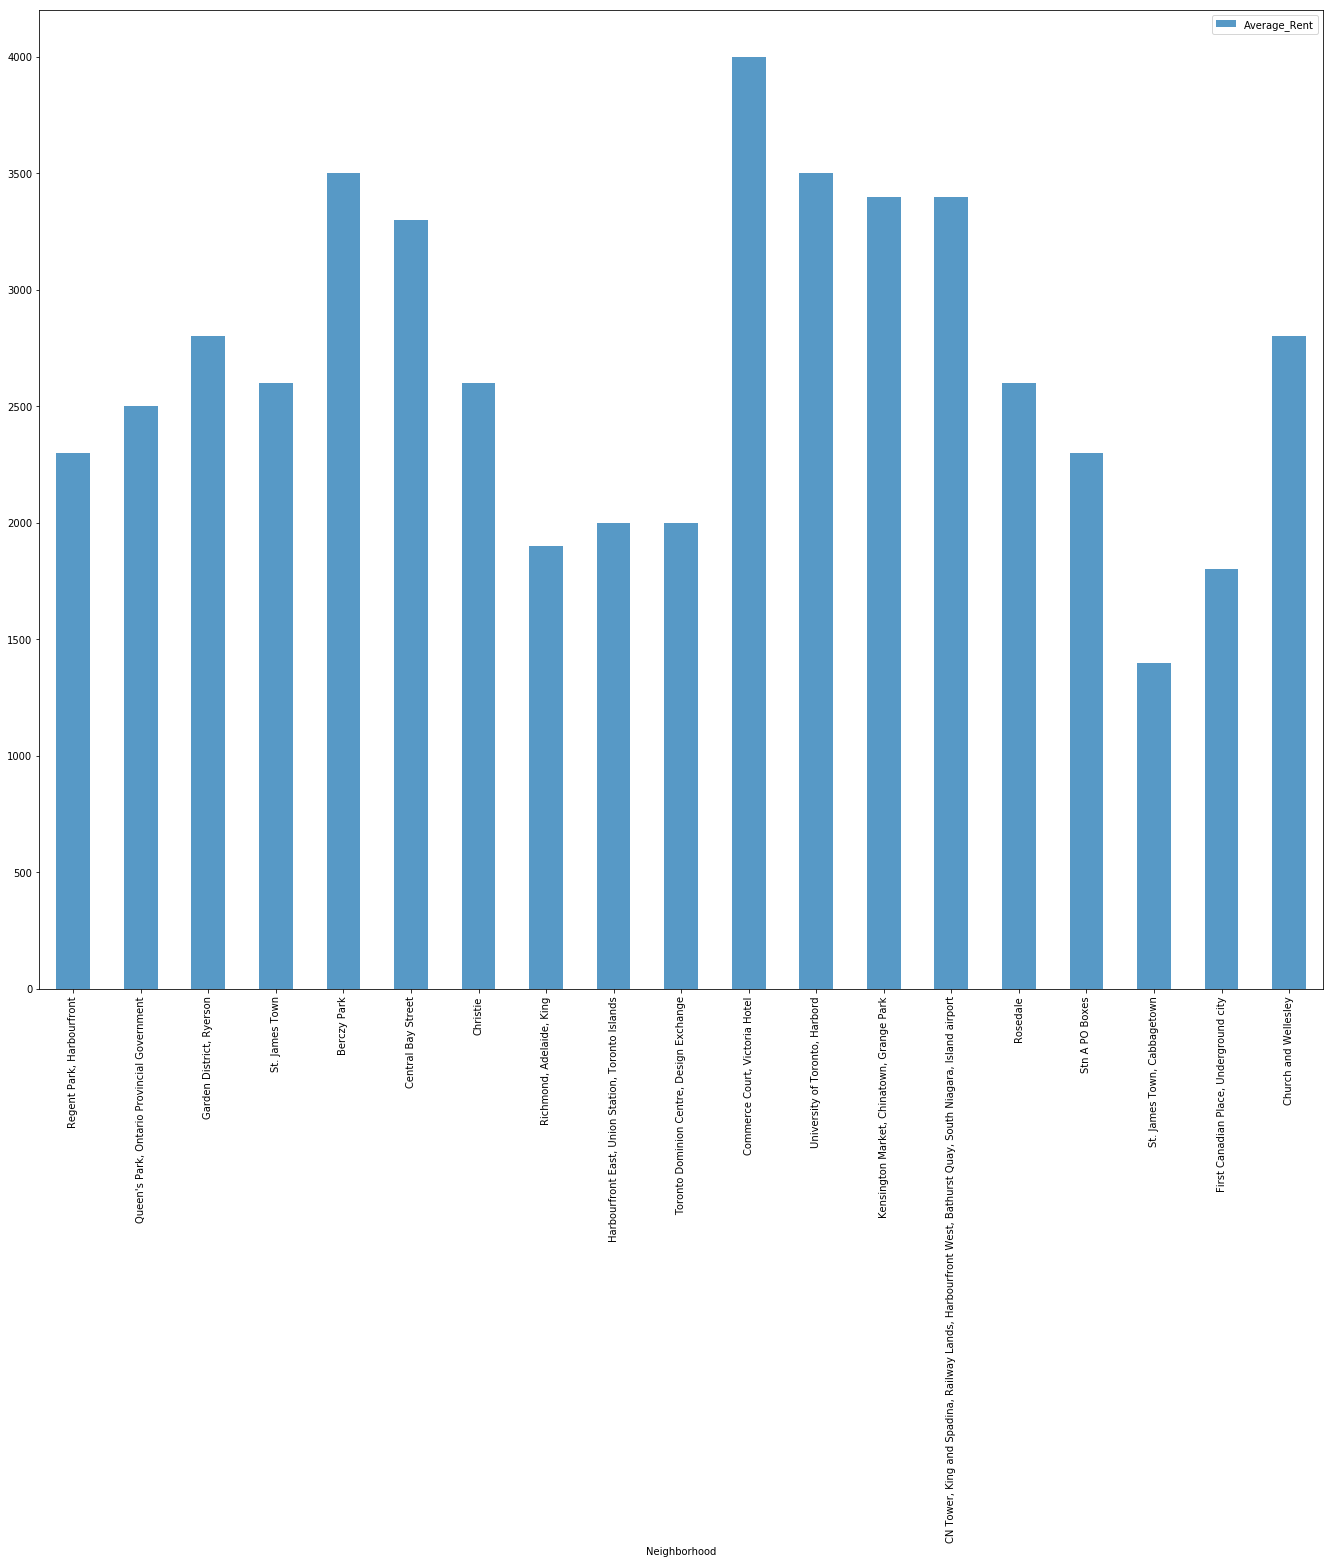 Average_Rent
4000
3500
3000
2500
2000
1500
1000
500
0
Regent Park, Harbourfront
Queen's Park, Ontario Provincial Government
Garden District, Ryerson
St. James Town
Berczy Park
Central Bay Street
Christie
Richmond, Adelaide, King
Harbourfront East, Union Station, Toronto Islands
Toronto Dominion Centre, Design Exchange
Commerce Court, Victoria Hotel
University of Toronto, Harbord
Kensington Market, Chinatown, Grange Park
CN Tower, King and Spadina, Railway Lands, Harbourfront West, Bathurst Quay, South Niagara, Island airport
Rosedale
Stn A PO Boxes
St. James Town, Cabbagetown
First Canadian Place, Underground city
Church and Wellesley
Neighborhood